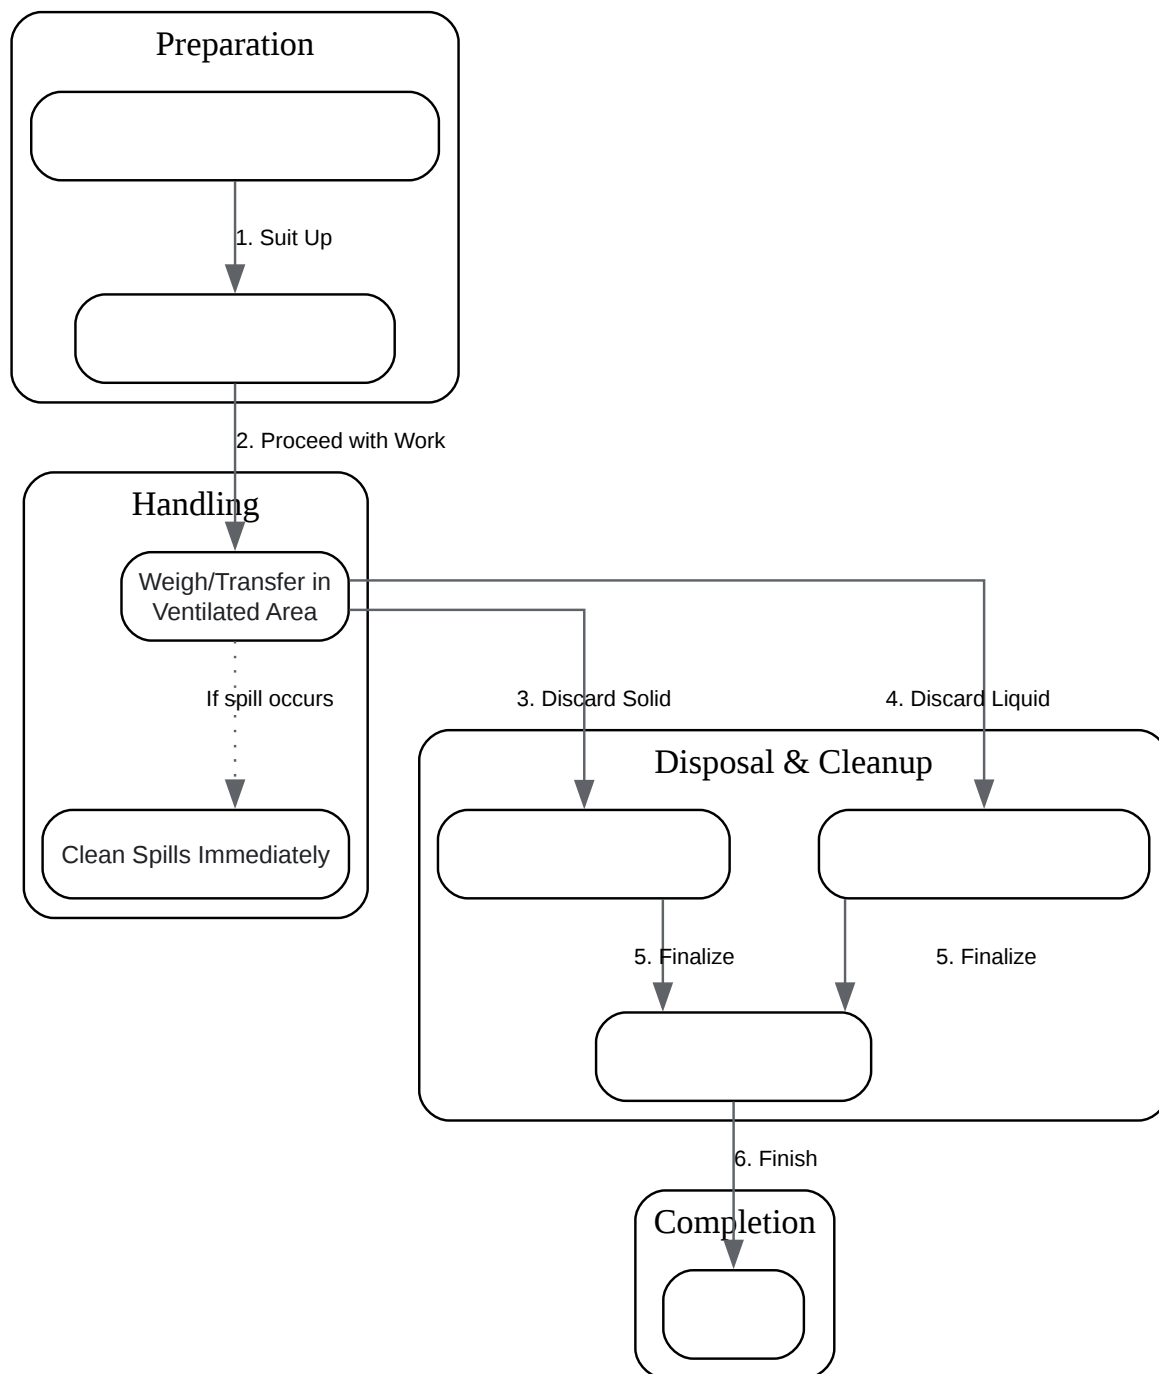 Preparation
1. Suit Up
2. Proceed with Work
Handling
Weigh/Transfer in
Ventilated Area
If spill occurs
3. Discard Solid
4. Discard Liquid
Disposal & Cleanup
Clean Spills Immediately
5. Finalize
5. Finalize
6. Finish
Completion